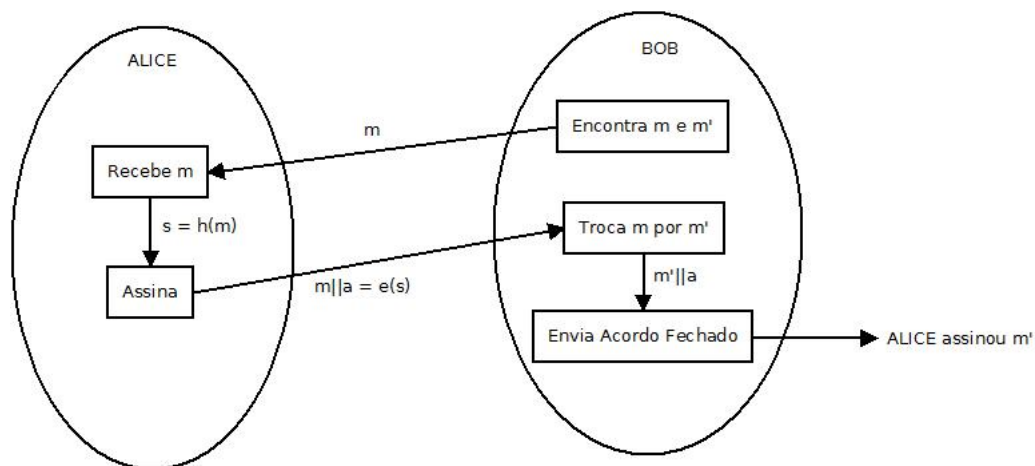 ALICE
BOB
Encontra m e m'
m
Recebe m
s = h(m)
Assina
m||a = e(s)
Troca m por m'
m'||a
Envia Acordo Fechado
ALICE assinou m'